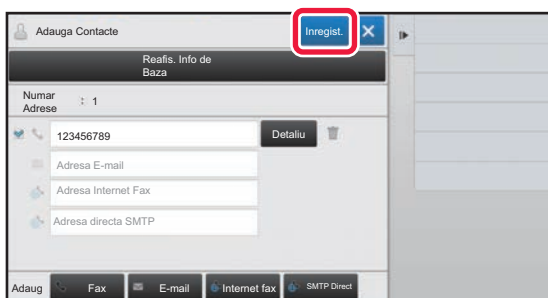 Adauga Contacte
Inregist.
Reafis. Info de
Baza
Numar
Adrese : 1
123456789
Detaliu
Adresa E-mail
Adresa Internet Fax
Adresa directa SMTP
Adaug
Fax
E-mail
Internet fax
SMTP Direct